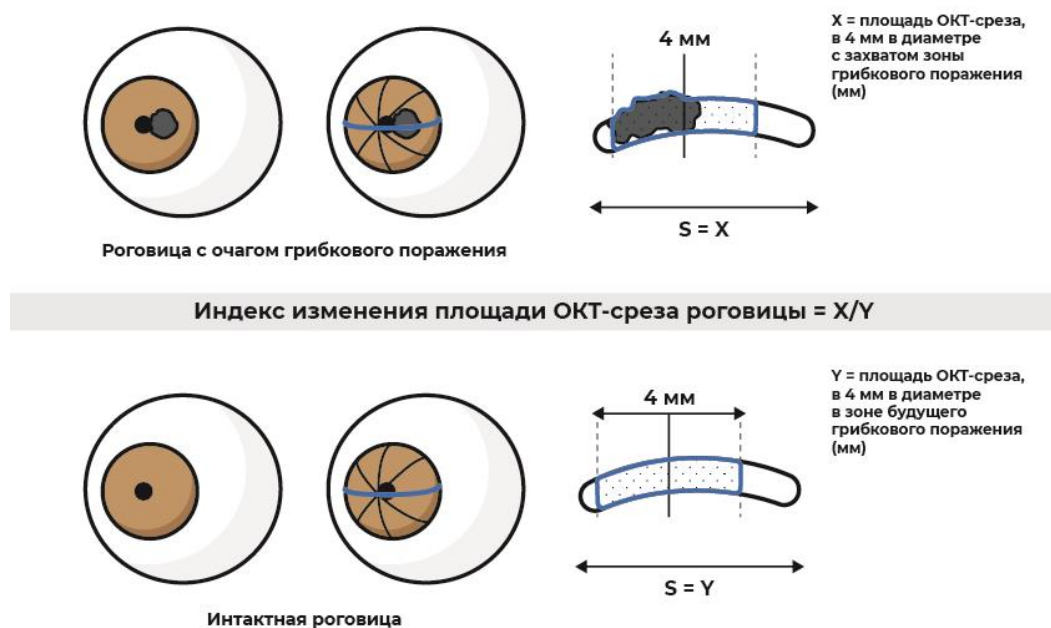 4 мм
X = площадь ОКТ-среза,
в 4 мм в диаметре
с захватом зоны
грибкового поражения
(мм)
S = X
Роговица с очагом грибкового поражения
Индекс изменения площади ОКТ-среза роговицы = X/Y
4 мм
Y = площадь ОКТ-среза,
в 4 мм в диаметре
в зоне будущего
грибкового поражения
(мм)
S = Y
Интактная роговица